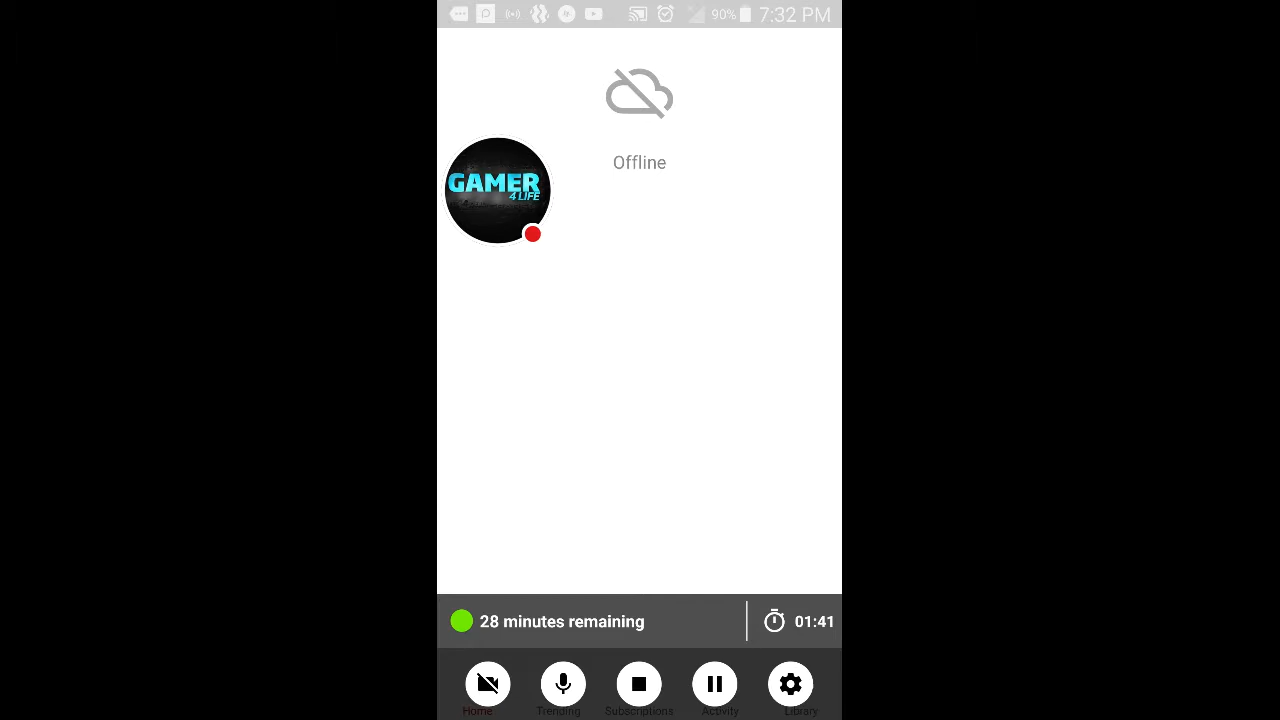 90% 7:32 PM
Offline
GAMER
4 LIFE
28 minutes remaining
01:41
Home Trending Subscriptions Activity Library